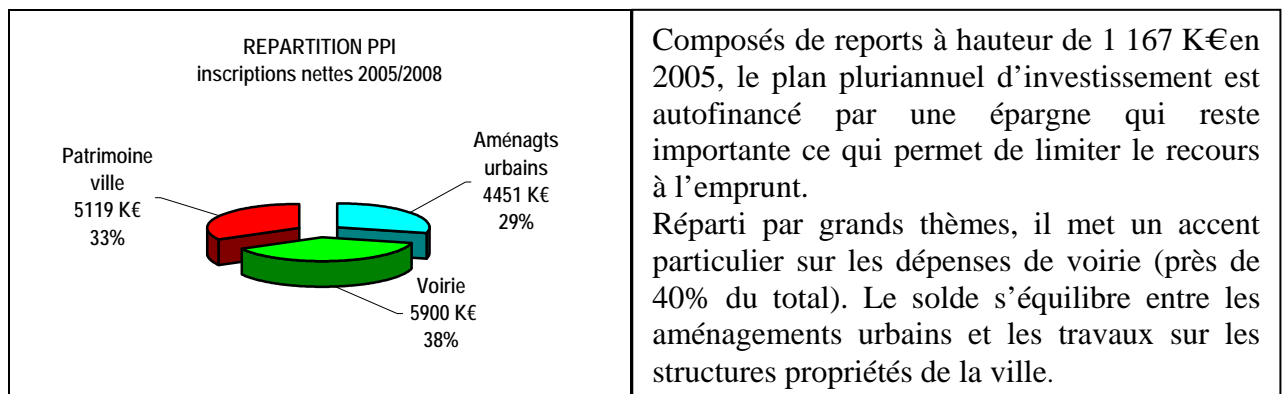 REPARTITION PPI
inscriptions nettes 2005/2008
Patrimoine
ville
5119 K€
33%
Aménagts
urbains
4451 K€
29%
Voirie
5900 K€
38%
Composés de reports à hauteur de 1 167 K€en
2005, le plan pluriannuel d’investissement est
autofinancé par une épargne qui reste
importante ce qui permet de limiter le recours
à l’emprunt.
Réparti par grands thèmes, il met un accent
particulier sur les dépenses de voirie (près de
40% du total). Le solde s’équilibre entre les
aménagements urbains et les travaux sur les
structures propriétés de la ville.